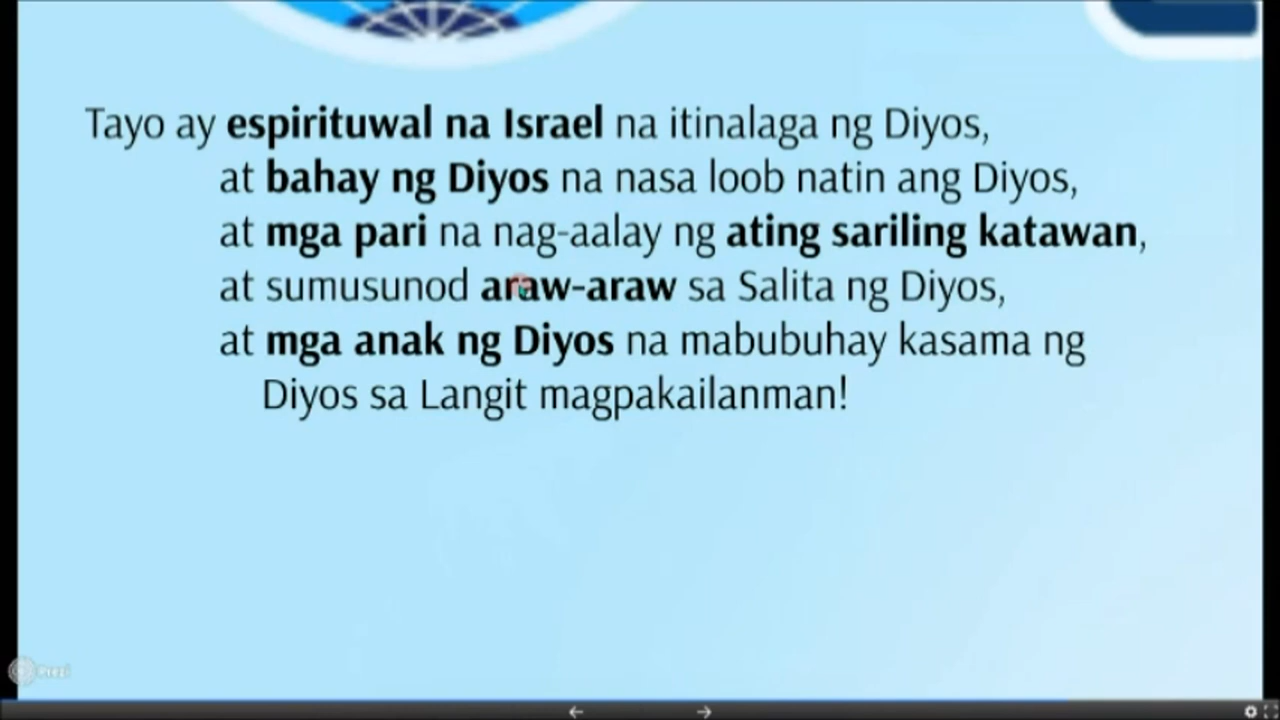 Tayo ay espirituwal na Israel na itinalaga ng Diyos,
at bahay ng Diyos na nasa loob natin ang Diyos,
at mga pari na nag-aalay ng ating sariling katawan,
at sumusunod araw-araw sa Salita ng Diyos,
at mga anak ng Diyos na mabubuhay kasama ng
Diyos sa Langit magpakailanman!
Prezi